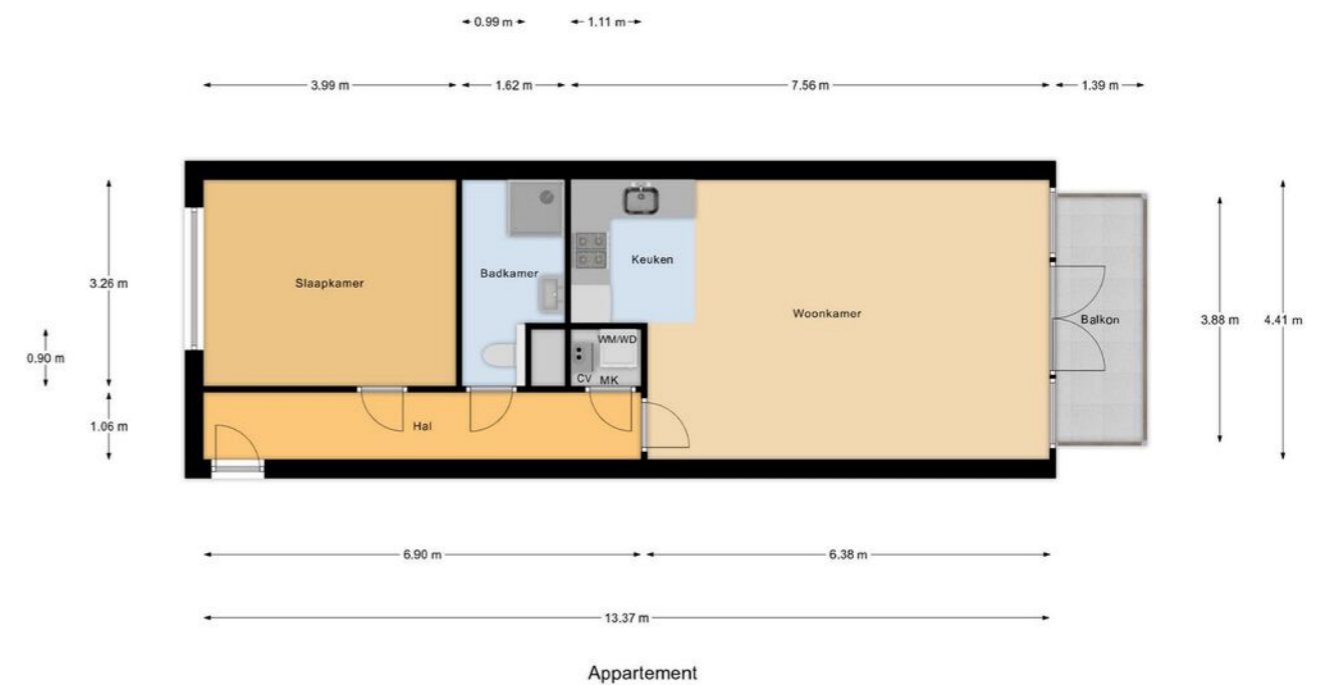 0.99 m
1.11 m
3.99 m
1.62 m
7.56 m
1.39 m
Keuken
Badkamer
Slaapkamer
3.26 m
Woonkamer
Balkon
3.88 m
4.41 m
WM/WD
0.90 m
CV
MK
Hal
1.06 m
6.90 m
6.38 m
13.37 m
Appartement